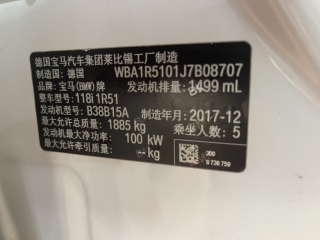 德国宝马汽车集团莱比锡工厂制造
制造国：德国 WBA1R5101J7B08707
品牌：宝马(BMW)牌 发动机排量：1499 mL
整车型号：118i 1R51
发动机型号：B38B15A 制造年月：2017-12
最大允许总质量：1885 kg 乘坐人数：5
发动机最大净功率：100 kW
最大允许牵引质量：-- kg
9738759